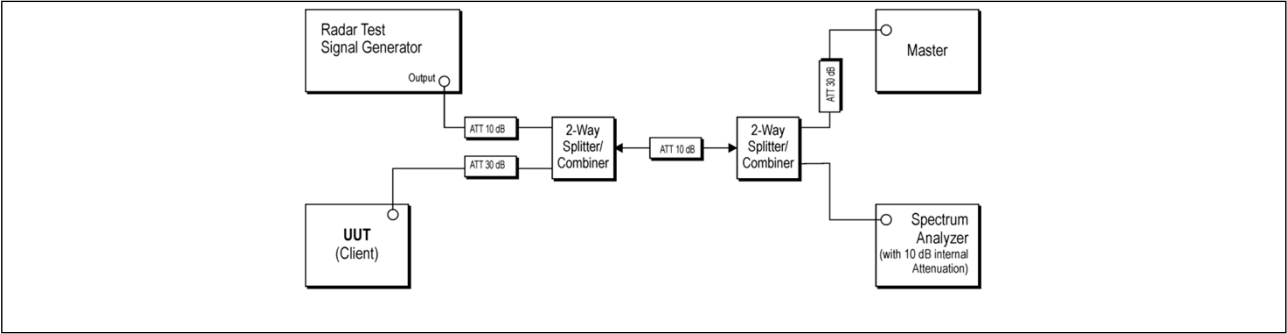 Radar Test
Signal Generator
Output
Master
ATT 30 dB
ATT 10 dB
2-Way
Splitter/
Combiner
ATT 10 dB
2-Way
Splitter/
Combiner
ATT 30 dB
UUT
(Client)
Spectrum
Analyzer
(with 10 dB internal
Attenuation)